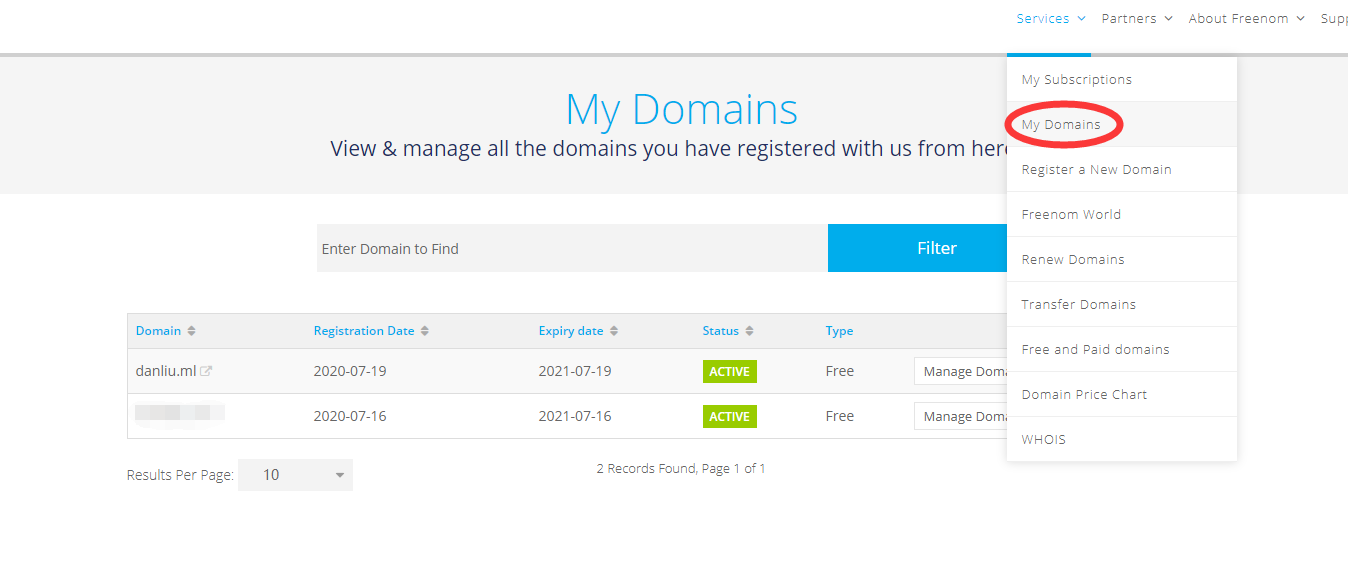 Services Partners About Freenom
My Domains
View & manage all the domains you have registered with us from here
My Subscriptions
My Domains
Register a New Domain
Freenom World
Renew Domains
Transfer Domains
Free and Paid domains
Domain Price Chart
WHOIS
Enter Domain to Find Filter
Domain Registration Date Expiry date Status Type
danliu.ml 2020-07-19 2021-07-19 ACTIVE Free Manage
2020-07-16 2021-07-16 ACTIVE Free Manage
Results Per Page: 10 2 Records Found, Page 1 of 1